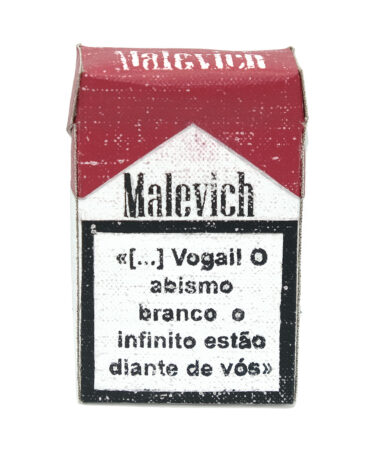 Malevich
Malevich
«[...] Vogai! O
abismo
branco o
infinito estão
diante de vós»